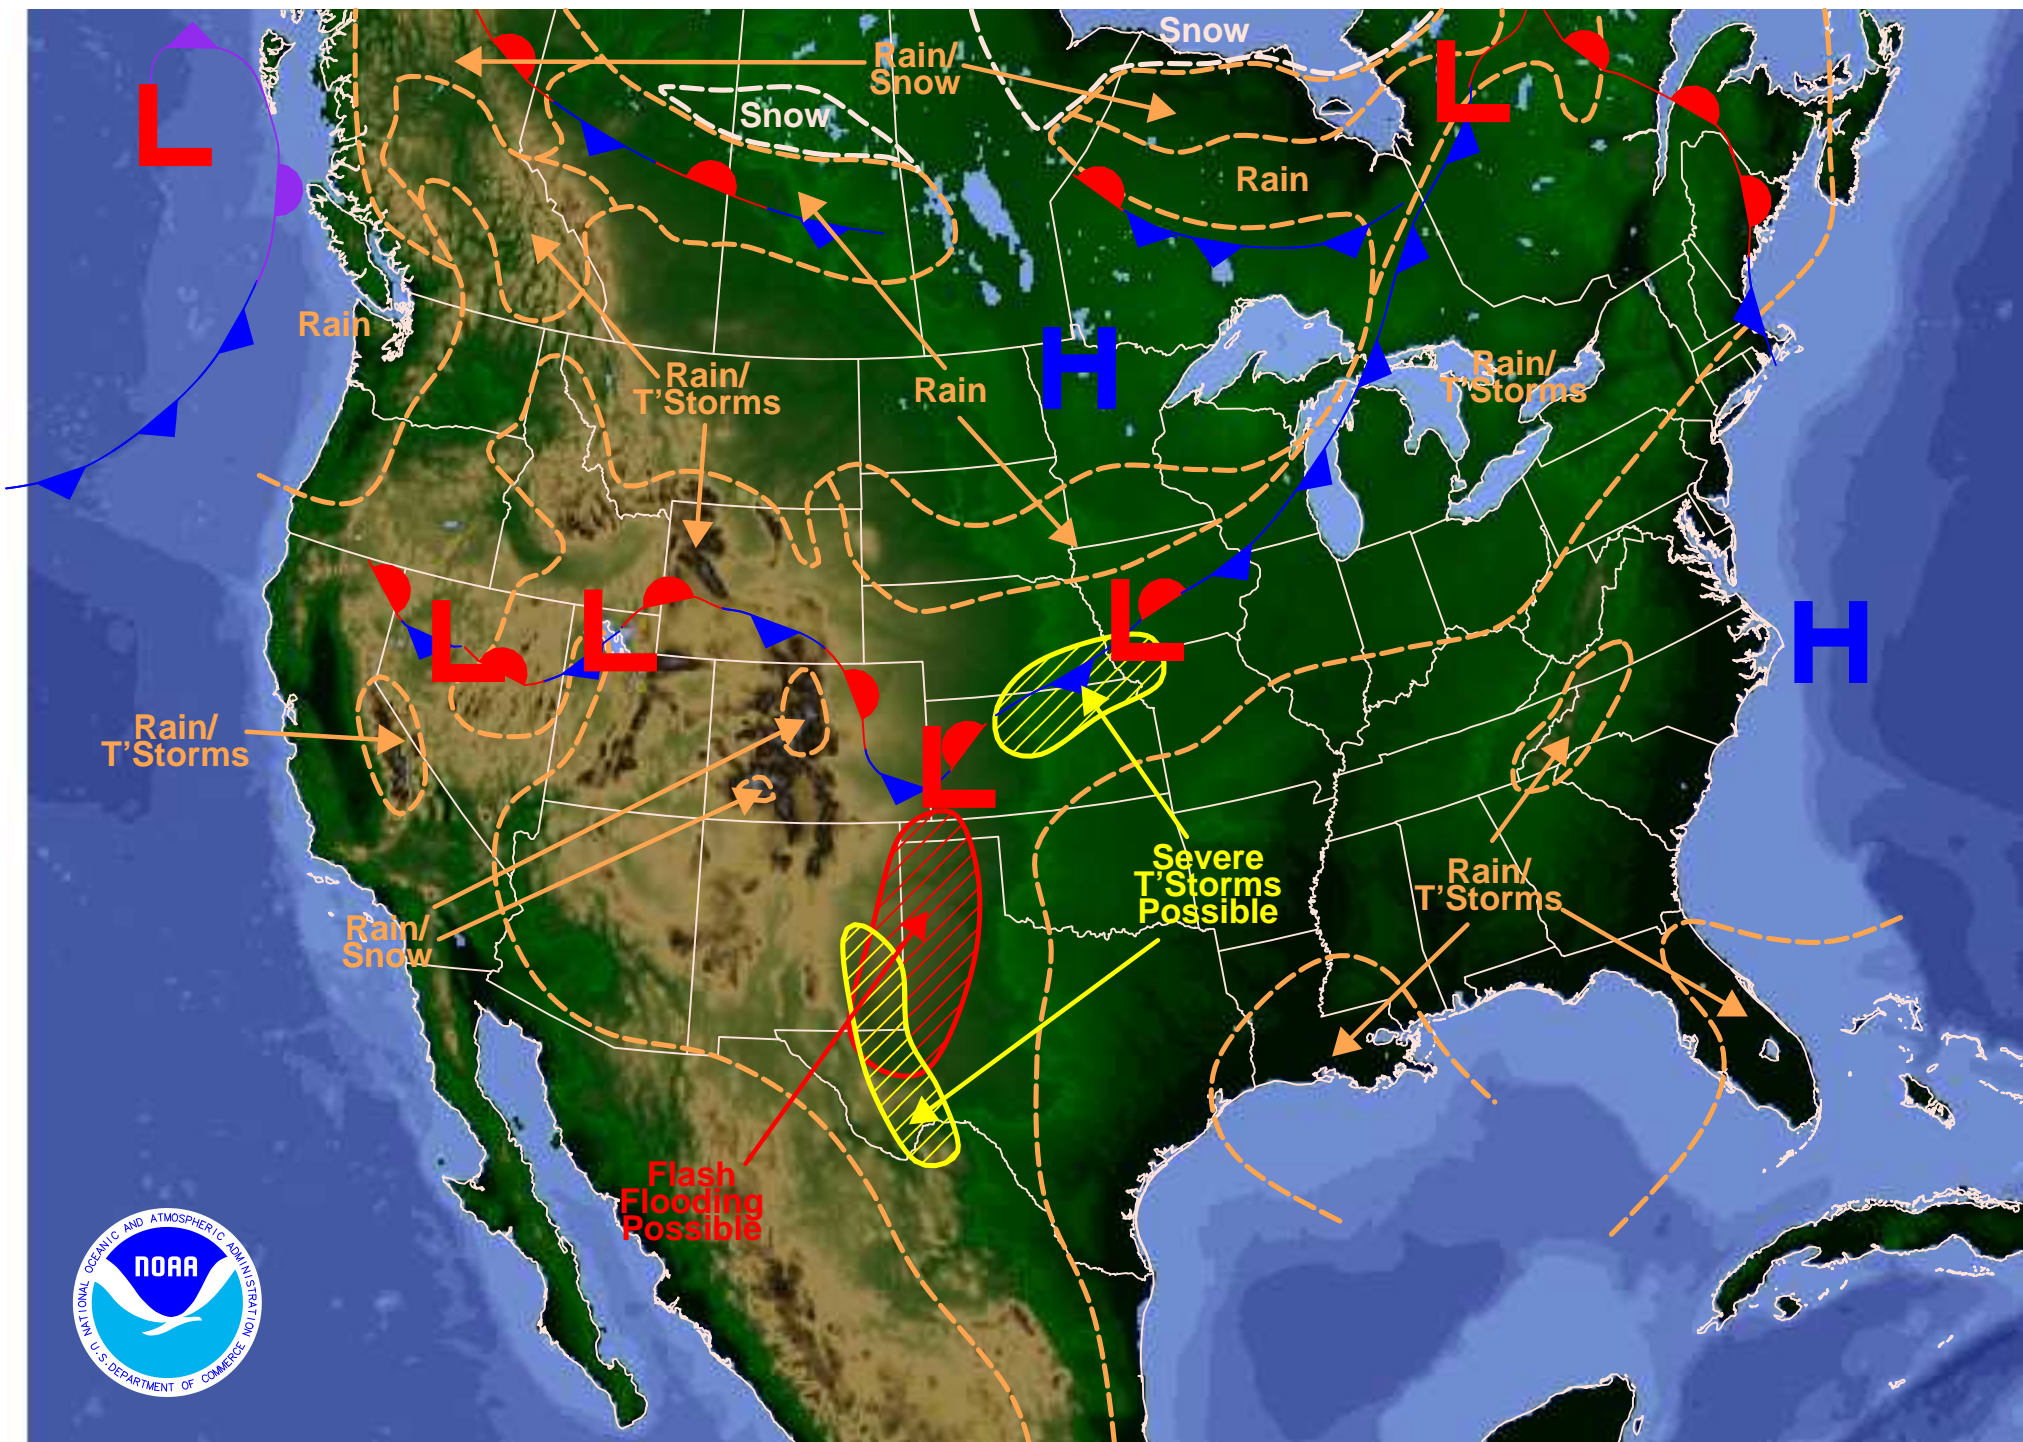 Snow
Rain/
Snow
Snow
L
L
Rain
Rain
H
Rain/
T'Storms
Rain
Rain/
T'Storms
L
L
L
H
Rain/
T'Storms
L
Severe
T'Storms
Possible
Rain/
T'Storms
Rain/
Snow
Flash
Flooding
Possible
NATIONAL OCEANIC AND ATMOSPHERIC ADMINISTRATION
NOAA
U.S. DEPARTMENT OF COMMERCE